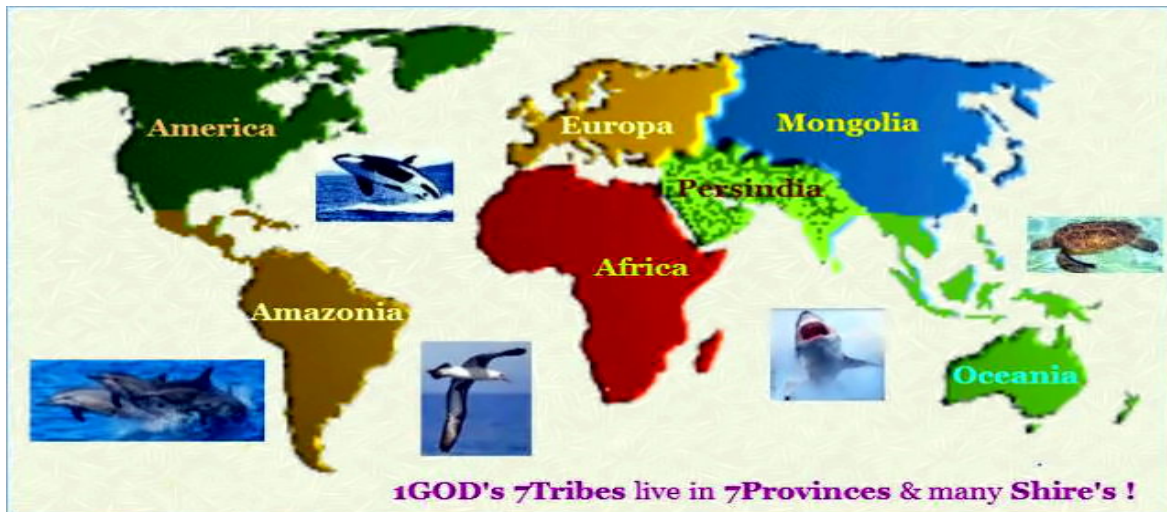 America
Europa
Mongolia
Persindia
Africa
Amazonia
Oceania
1GOD's 7Tribes live in 7Provinces & many Shire's !